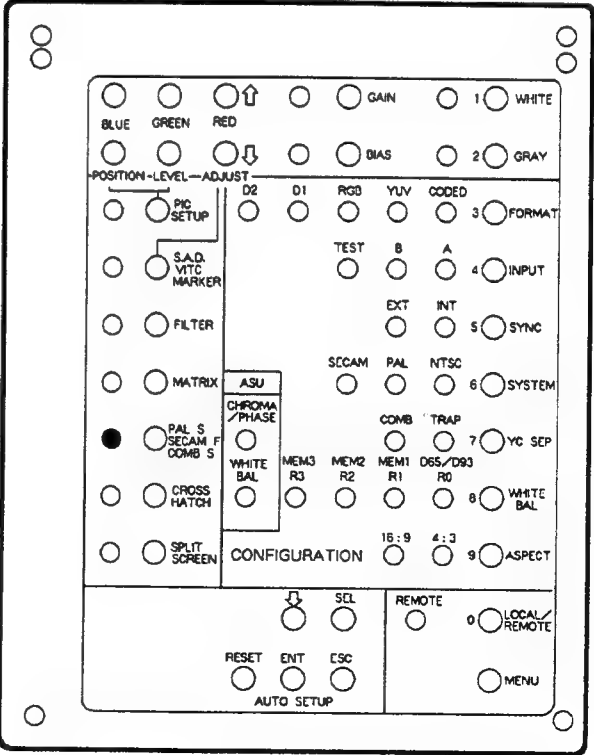 1 WHITE
GAIN
BLUE GREEN RED
BIAS 2 GRAY
POSITION - LEVEL - ADJUST
D2 D1 RGB YUV CODED
PIC SETUP
3 FORMAT
TEST B A
S.A.D. VITC MARKER
4 INPUT
EXT INT
FILTER
5 SYNC
SECAM PAL NTSC
MATRIX
ASU
6 SYSTEM
CHROMA /PHASE
COMB TRAP
PAL S SECAM F COMB S
7 YC SEP
WHITE BAL
MEM3 R3
MEM2 R2
MEM1 R1
D65/D93 R0
CROSS HATCH
8 WHITE BAL
16:9 4:3
SPLIT SCREEN
CONFIGURATION
9 ASPECT
SEL
REMOTE
0 LOCAL/REMOTE
RESET ENT ESC
MENU
AUTO SETUP